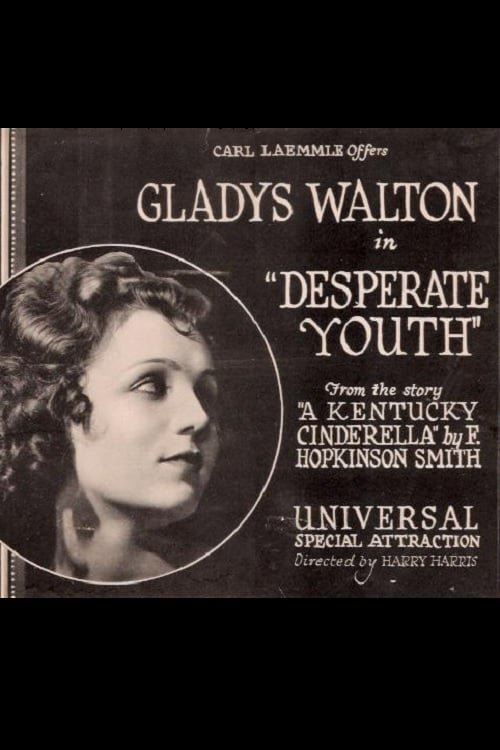 CARL LAEMMLE Offers
GLADYS WALTON
in
"DESPERATE
YOUTH"
From the story
"A KENTUCKY
CINDERELLA" by F.
HOPKINSON SMITH
UNIVERSAL
SPECIAL ATTRACTION
Directed by HARRY HARRIS